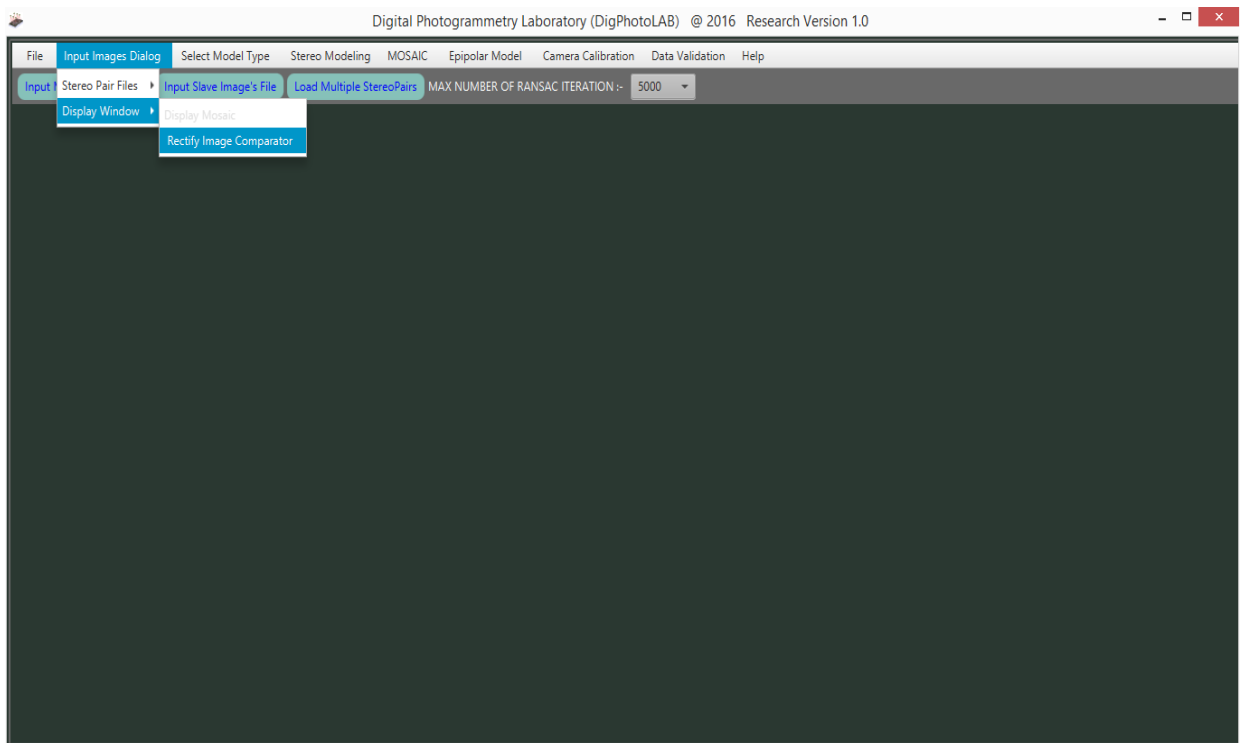 Digital Photogrammetry Laboratory (DigPhotoLAB) @ 2016 Research Version 1.0
File Input Images Dialog Select Model Type Stereo Modeling MOSAIC Epipolar Model Camera Calibration Data Validation Help
Input Stereo Pair Files Input Slave Image's File Load Multiple StereoPairs MAX NUMBER OF RANSAC ITERATION :- 5000
Display Window Display Mosaic
Rectify Image Comparator